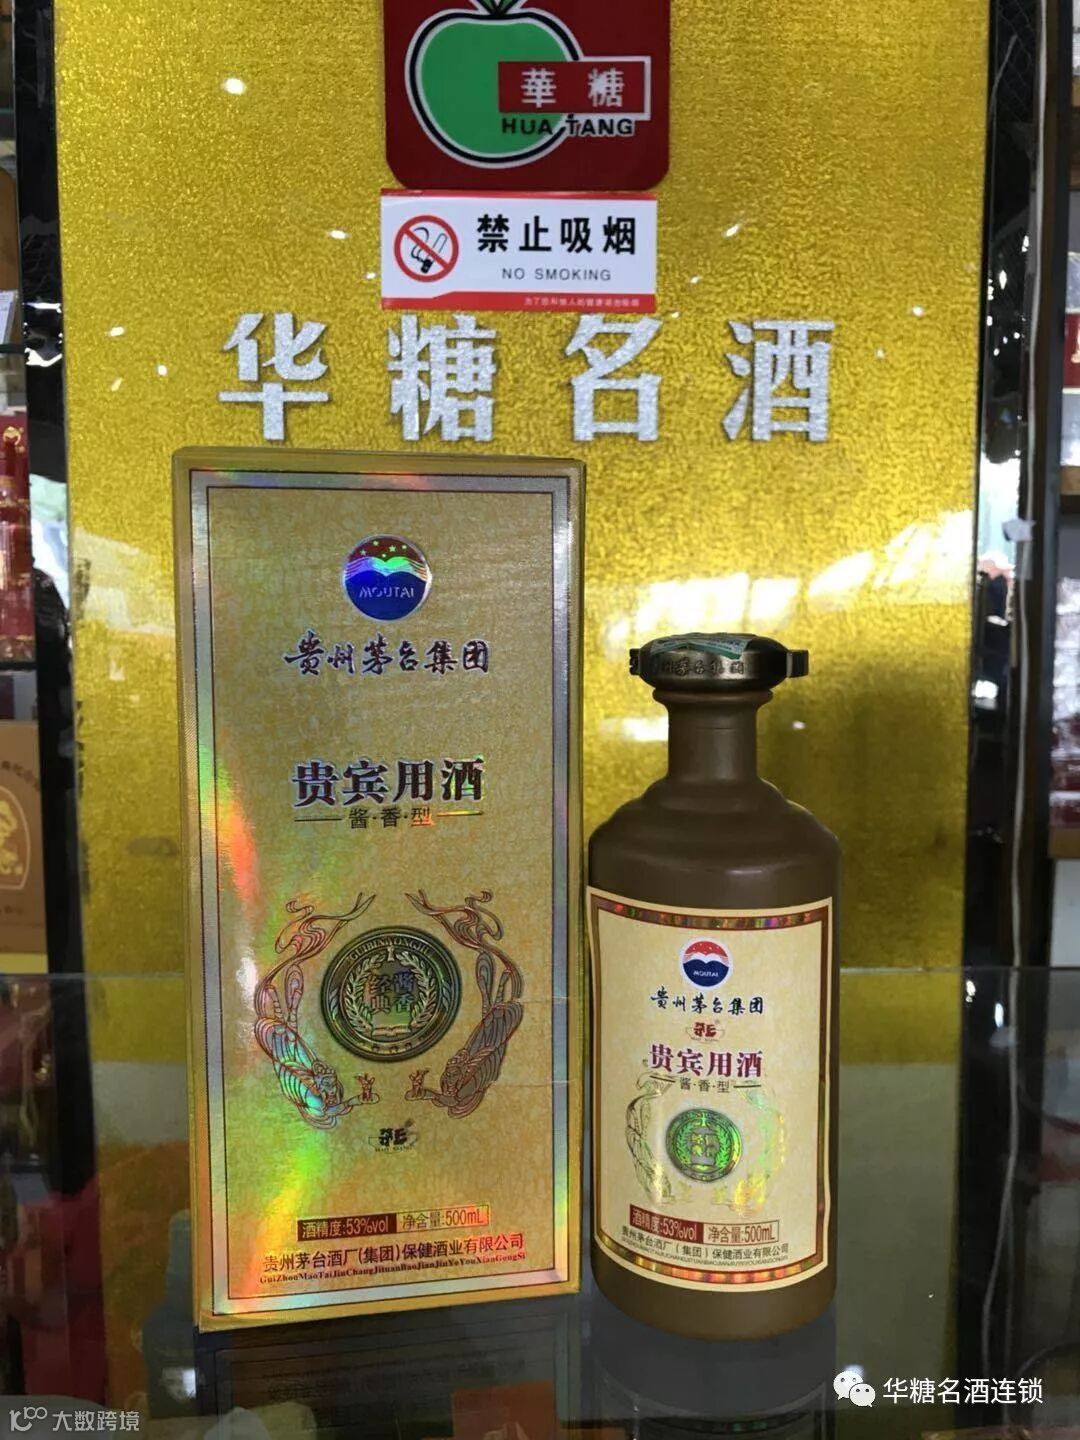 華糖
HUA TANG
禁止吸烟
NO SMOKING
华糖名酒
MOUTAI
贵州茅台集团
贵宾用酒
酱·香·型
经典
酱香
酒精度:53%vol 净含量:500mL
贵州茅台酒厂(集团)保健酒业有限公司
GuiZhouMaoTaiJiuChangJituanBaoJianJiuYeYouXianGongSi
MOUTAI
贵州茅台集团
贵宾用酒
酱·香·型
酒精度:53%vol 净含量:500mL
贵州茅台酒厂(集团)保健酒业有限公司
华糖名酒连锁
大数跨境